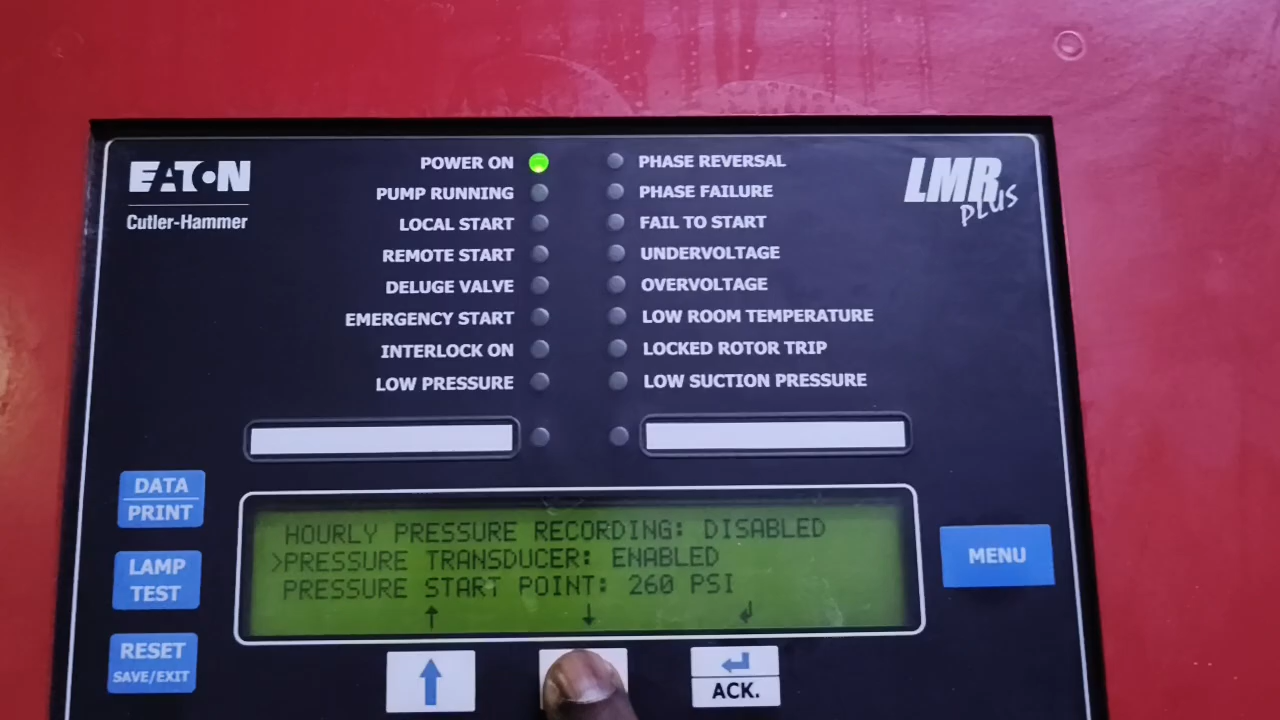 EATON
Cutler-Hammer
LMR
PLUS
POWER ON
PUMP RUNNING
LOCAL START
REMOTE START
DELUGE VALVE
EMERGENCY START
INTERLOCK ON
LOW PRESSURE
PHASE REVERSAL
PHASE FAILURE
FAIL TO START
UNDERVOLTAGE
OVERVOLTAGE
LOW ROOM TEMPERATURE
LOCKED ROTOR TRIP
LOW SUCTION PRESSURE
DATA
PRINT
LAMP
TEST
RESET
SAVE/EXIT
HOURLY PRESSURE RECORDING: DISABLED
>PRESSURE TRANSDUCER: ENABLED
PRESSURE START POINT: 260 PSI
↑ ↓ ↲
MENU
ACK.